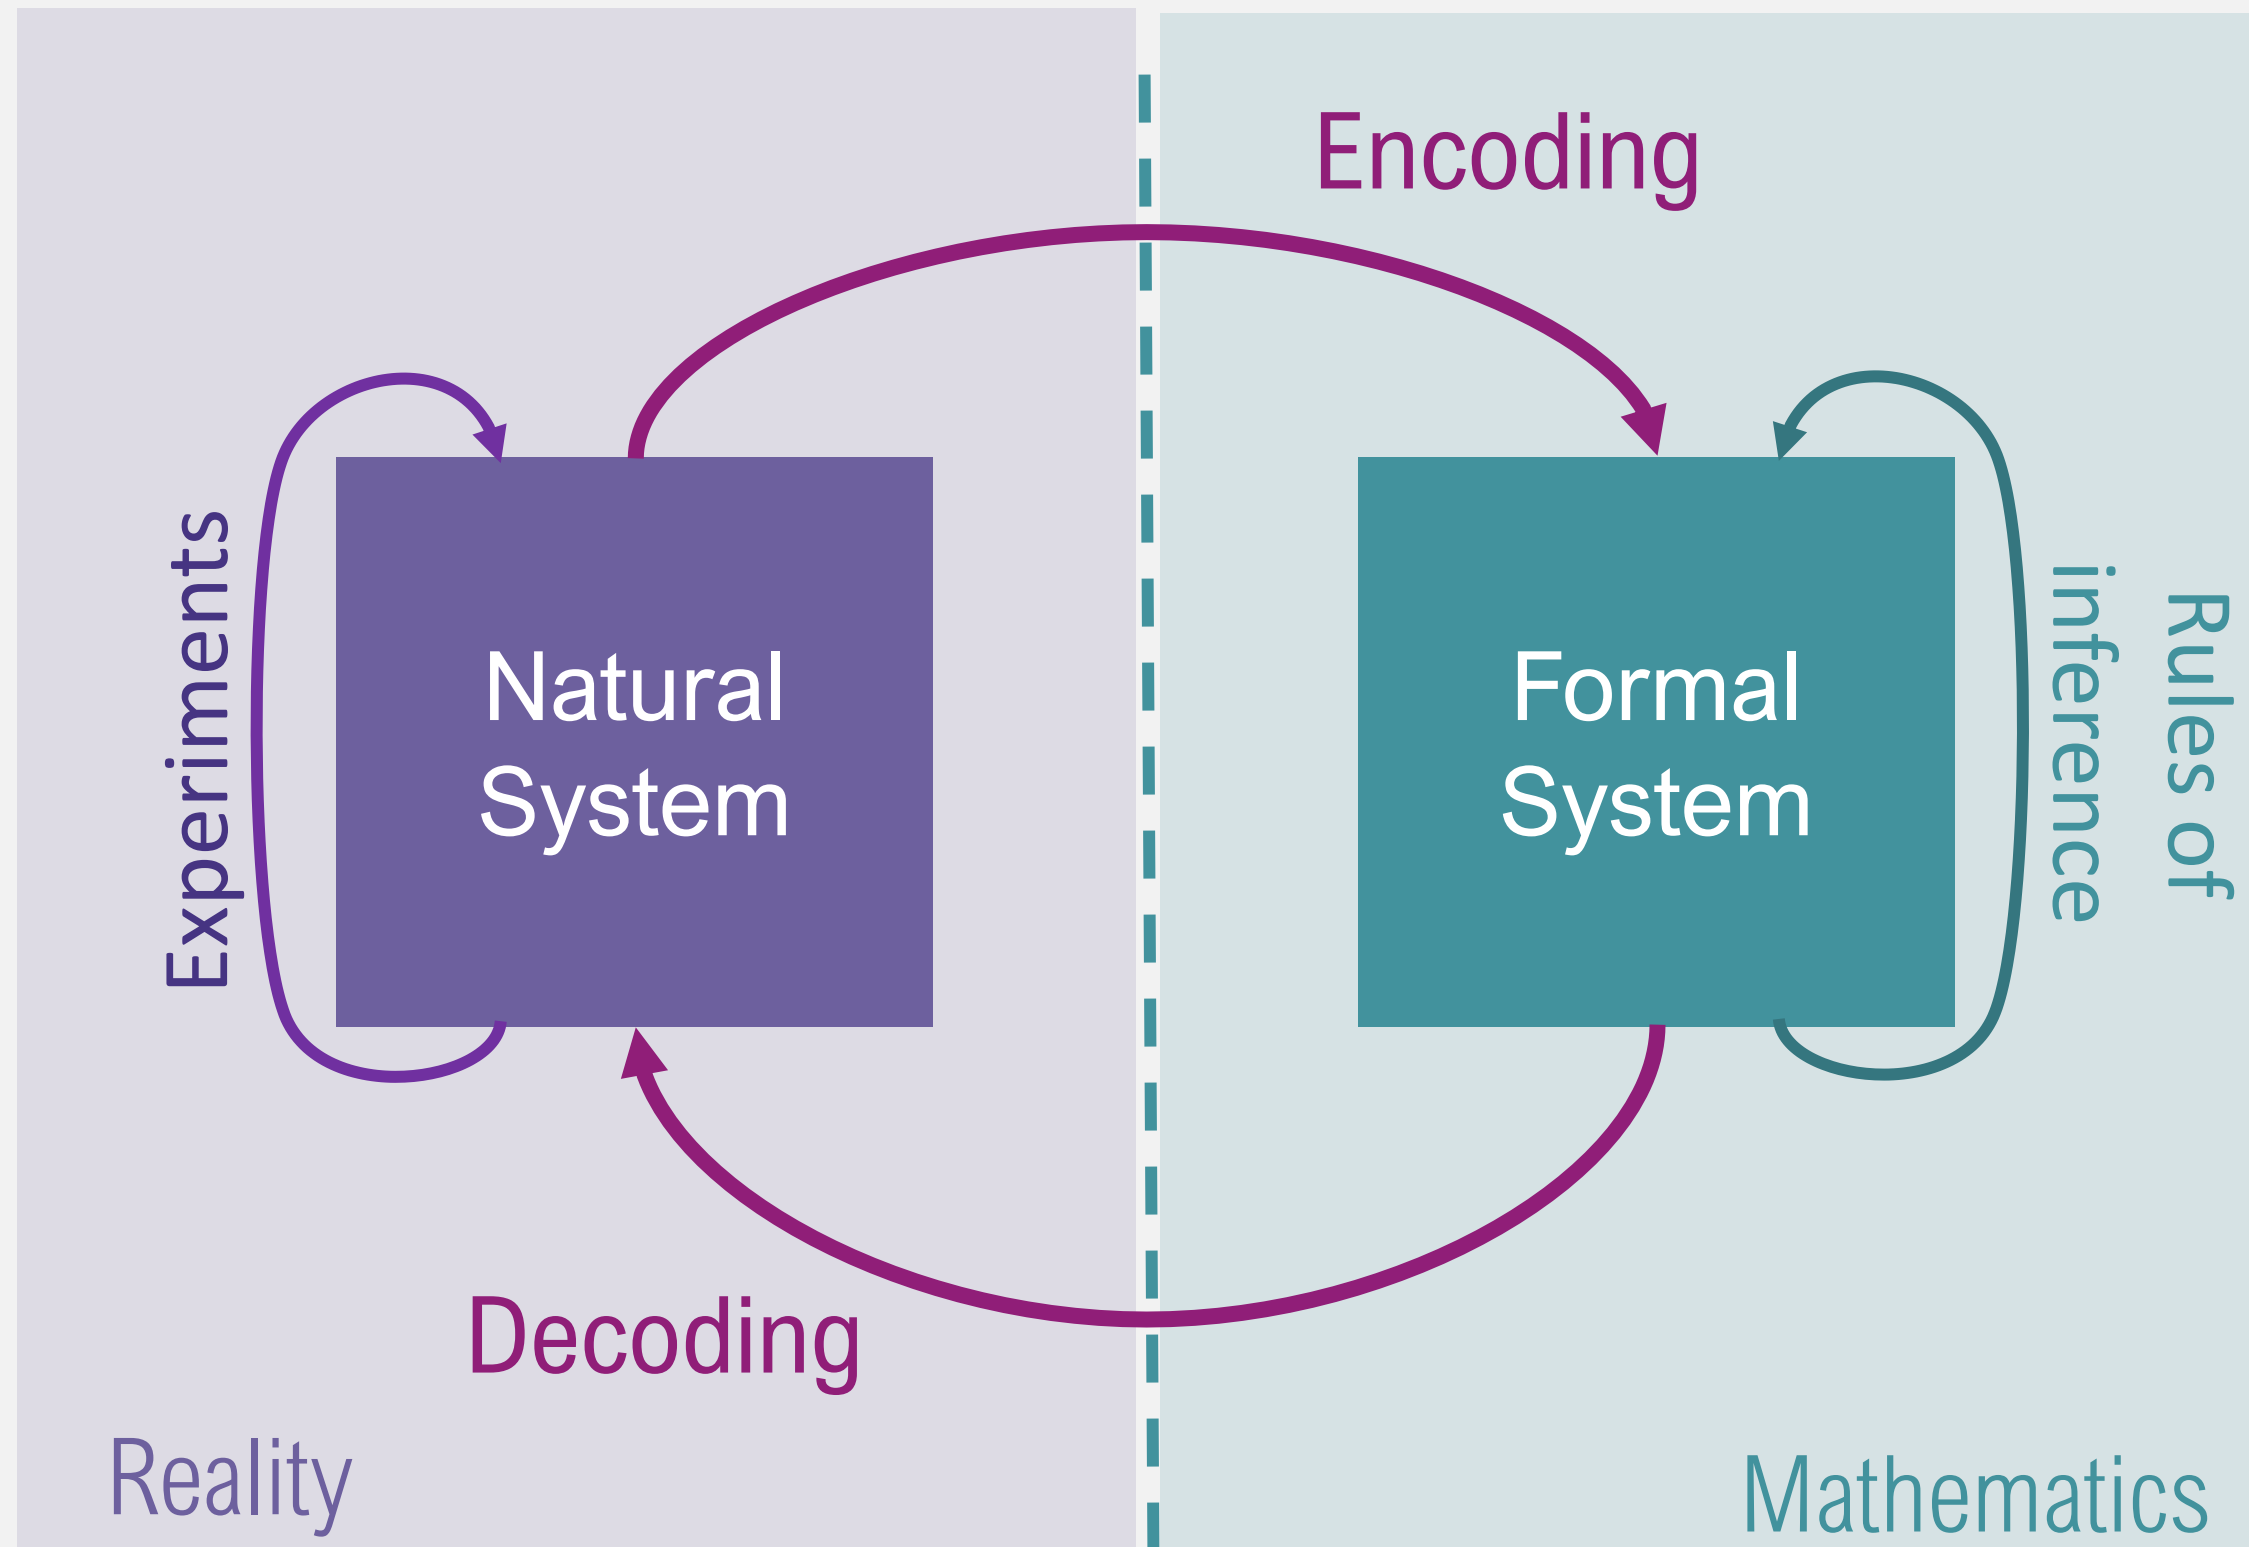 Encoding
Experiments
Natural
System
Formal
System
Rules of
inference
Decoding
Reality
Mathematics